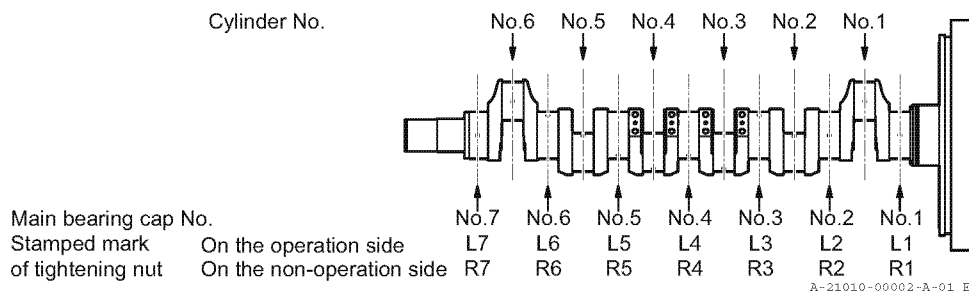 Cylinder No. No.6 No.5 No.4 No.3 No.2 No.1
Main bearing cap No. No.7 No.6 No.5 No.4 No.3 No.2 No.1
Stamped mark On the operation side L7 L6 L5 L4 L3 L2 L1
of tightening nut On the non-operation side R7 R6 R5 R4 R3 R2 R1
A-21010-00002-A-01 E